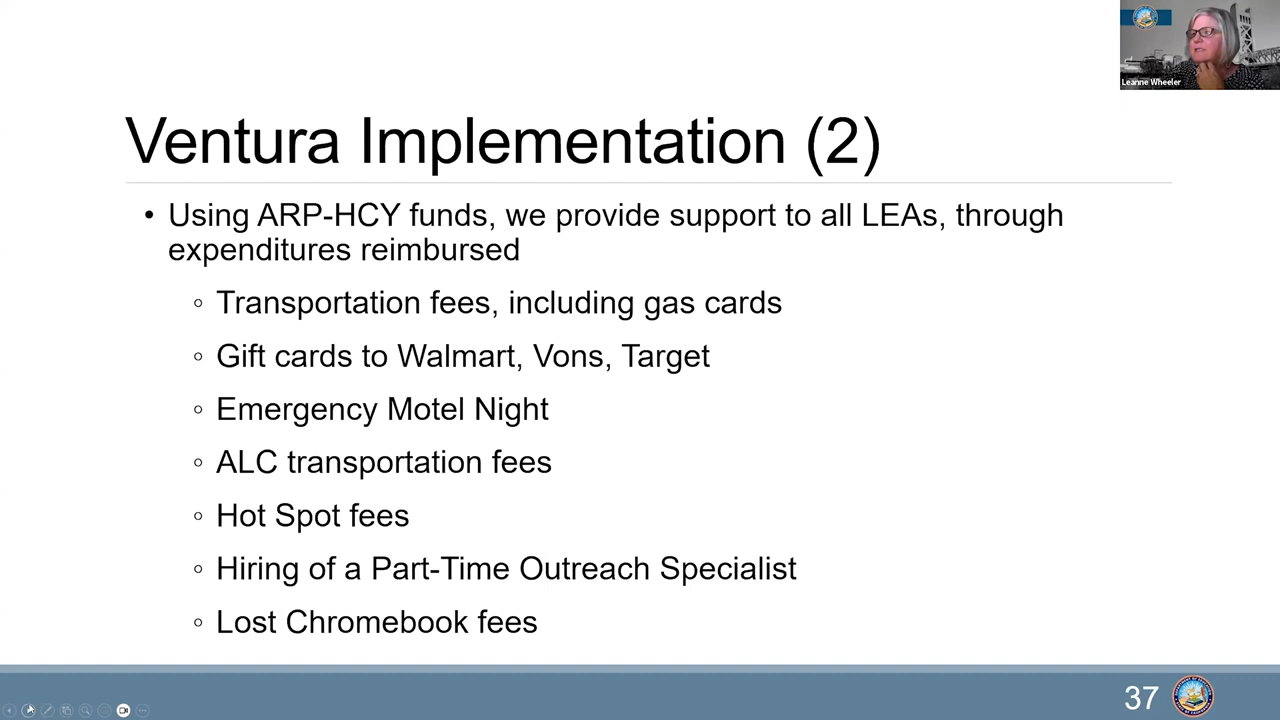 Leanne Wheeler
Ventura Implementation (2)
• Using ARP-HCY funds, we provide support to all LEAs, through
expenditures reimbursed
◦ Transportation fees, including gas cards
◦ Gift cards to Walmart, Vons, Target
◦ Emergency Motel Night
◦ ALC transportation fees
◦ Hot Spot fees
◦ Hiring of a Part-Time Outreach Specialist
◦ Lost Chromebook fees
37